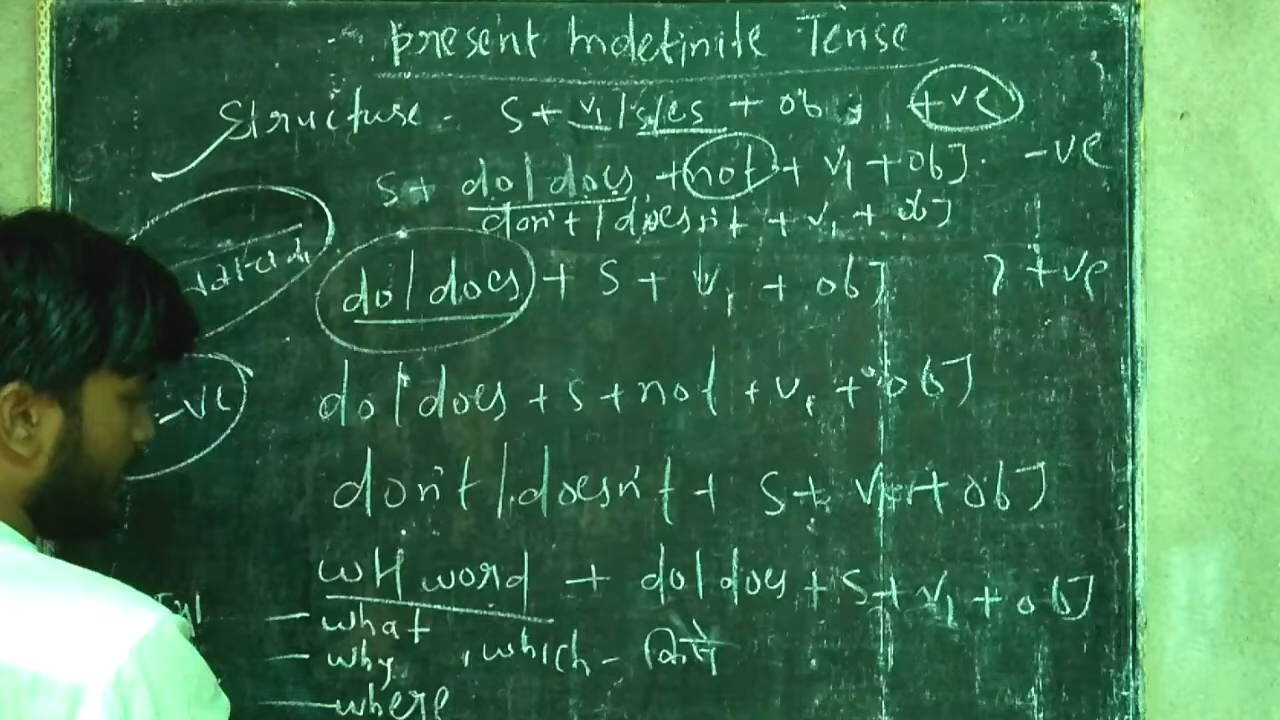 Present Indefinite Tense
Structure - S + V1/s/es + ob +ve
S + do/does + not + V1 + obj. -ve
don't/doesn't + V1 + obj
do/does + S + V1 + obj ? +ve
-ve do/does + S + not + V1 + obj
don't/doesn't + S + V1 + obj
WH word + do/does + S + V1 + obj
- what
- why, which -
- where